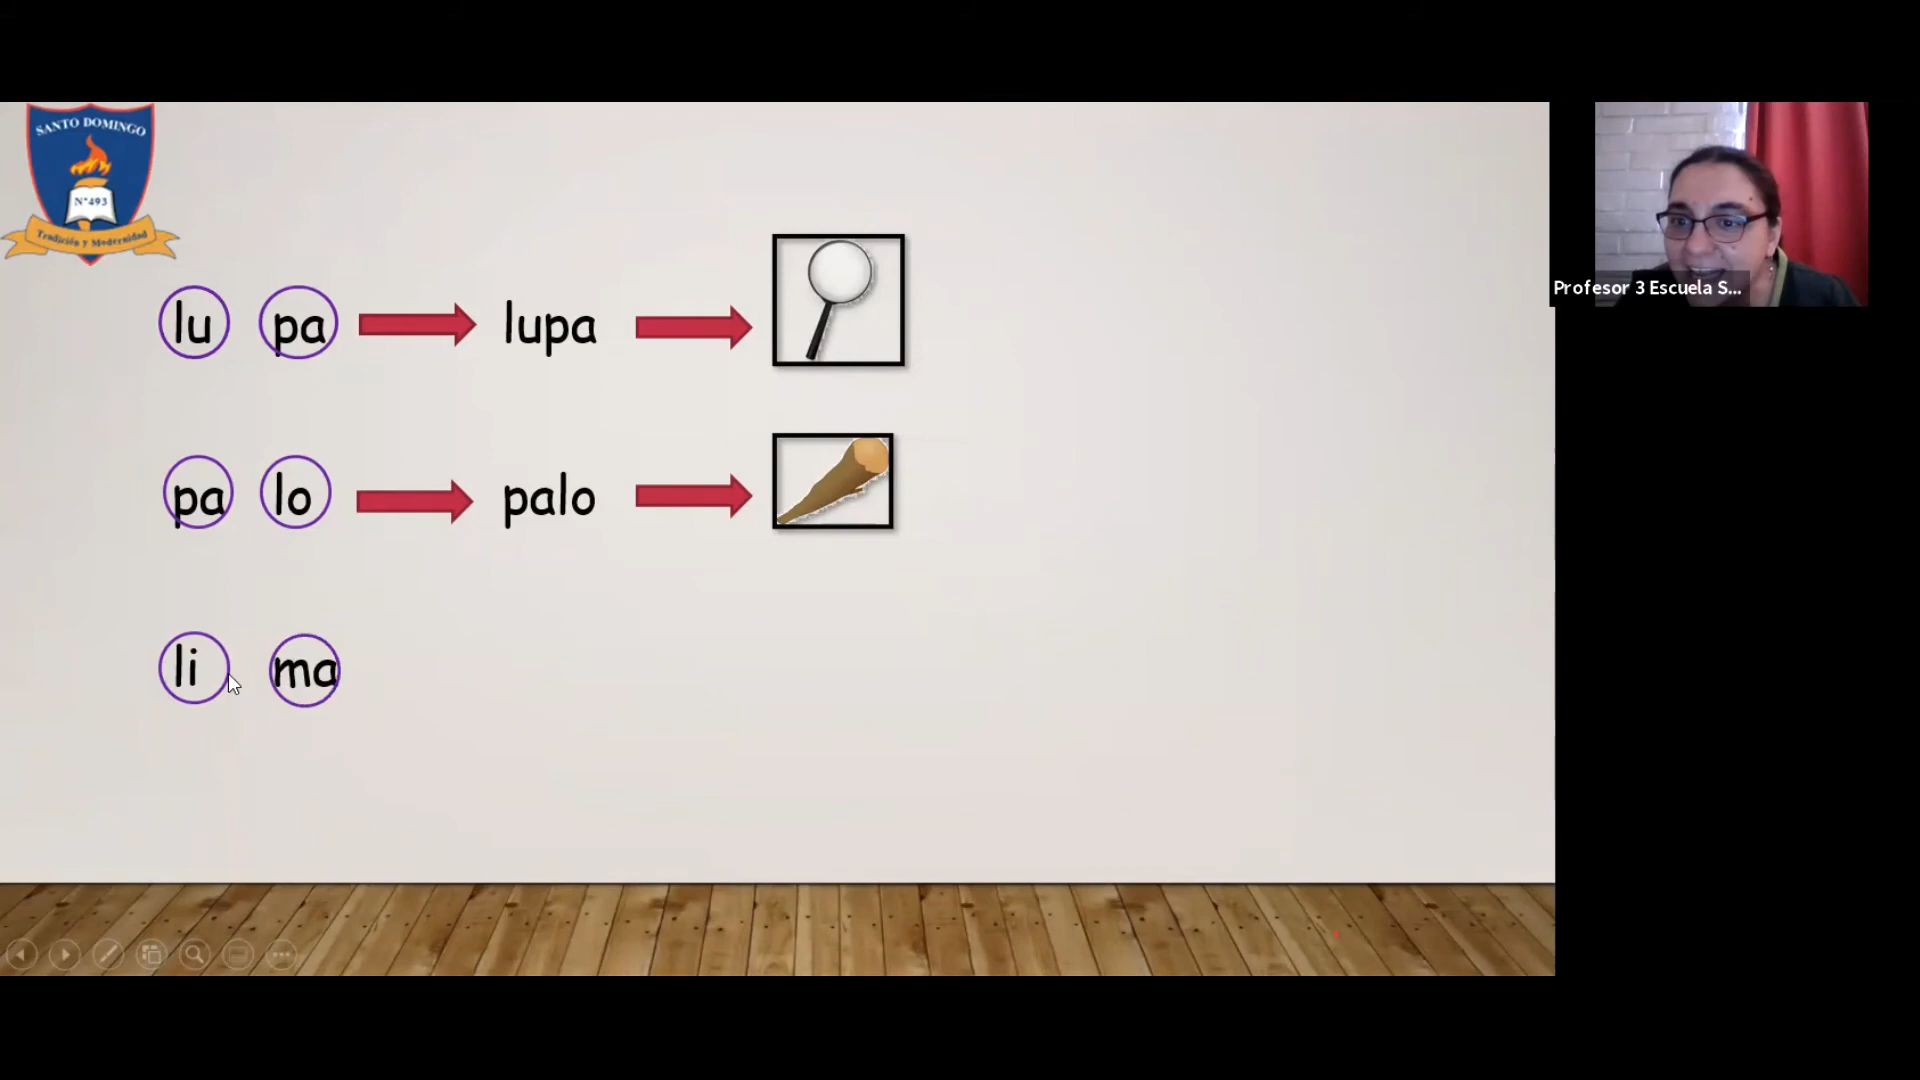 SANTO DOMINGO
N°493
Tradición y Modernidad
lu pa lupa
pa lo palo
li ma
Profesor 3 Escuela S...